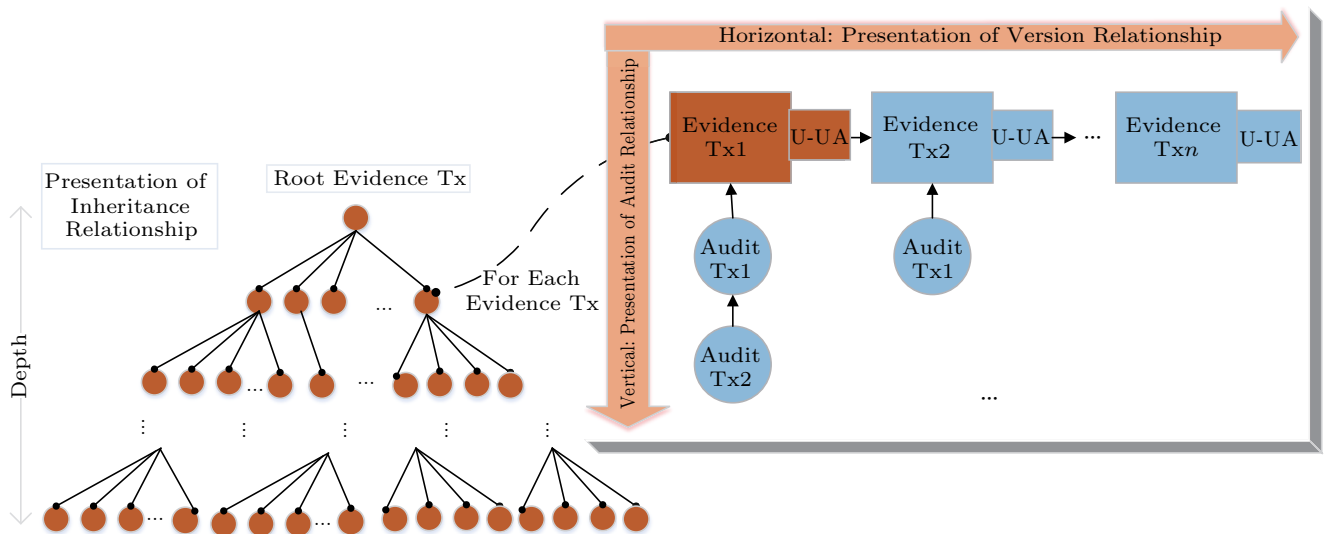 Horizontal: Presentation of Version Relationship
Vertical: Presentation of Audit Relationship
Evidence
Tx1
U-UA
Evidence
Tx2
U-UA
...
Evidence
Txn
U-UA
Audit
Tx1
Audit
Tx1
Audit
Tx2
...
Presentation of
Inheritance
Relationship
Root Evidence Tx
For Each
Evidence Tx
...
Depth
...
...
⋮
⋮
⋮
⋮
⋮
...
...